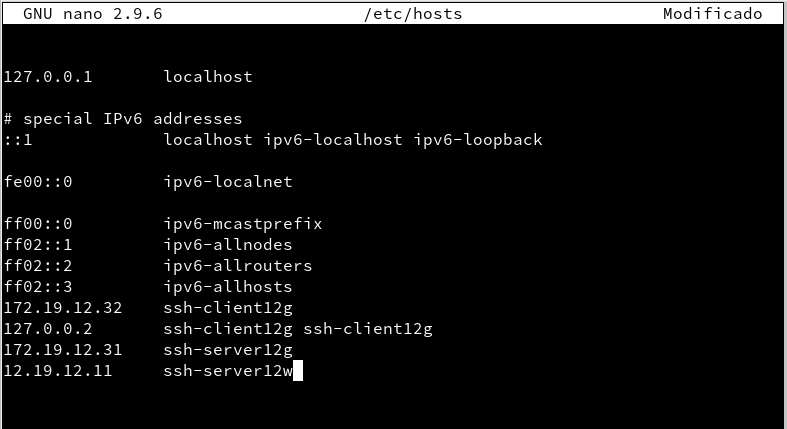 GNU nano 2.9.6 /etc/hosts Modificado
127.0.0.1 localhost
# special IPv6 addresses
::1 localhost ipv6-localhost ipv6-loopback
fe00::0 ipv6-localnet
ff00::0 ipv6-mcastprefix
ff02::1 ipv6-allnodes
ff02::2 ipv6-allrouters
ff02::3 ipv6-allhosts
172.19.12.32 ssh-client12g
127.0.0.2 ssh-client12g ssh-client12g
172.19.12.31 ssh-server12g
12.19.12.11 ssh-server12w